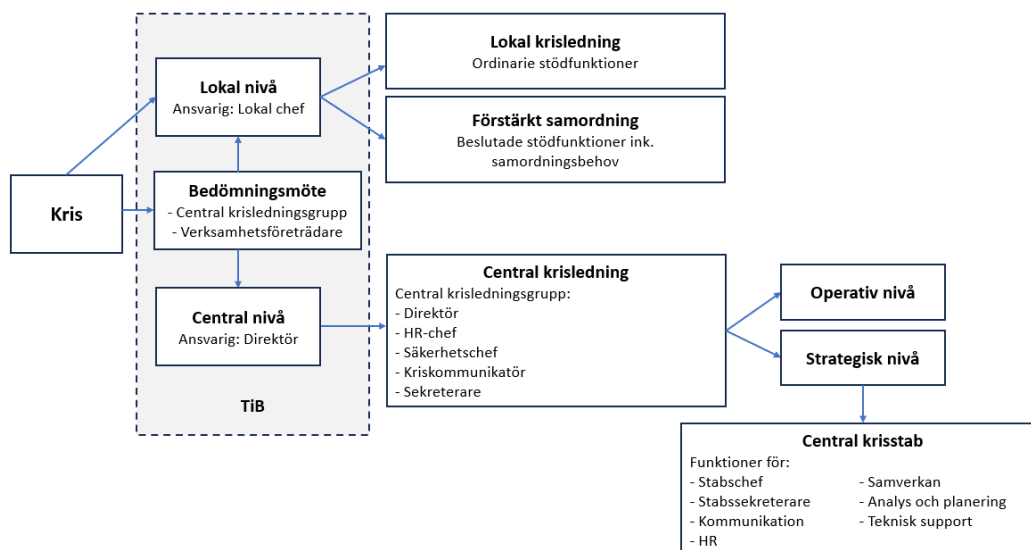 Kris
Lokal nivå
Ansvarig: Lokal chef
Bedömningsmöte
- Central krisledningsgrupp
- Verksamhetsföreträdare
Central nivå
Ansvarig: Direktör
TiB
Lokal krisledning
Ordinarie stödfunktioner
Förstärkt samordning
Beslutade stödfunktioner ink.
samordningsbehov
Central krisledning
Central krisledningsgrupp:
- Direktör
- HR-chef
- Säkerhetschef
- Kriskommunikatör
- Sekreterare
Operativ nivå
Strategisk nivå
Central krisstab
Funktioner för:
- Stabschef
- Stabssekreterare
- Kommunikation
- HR
- Samverkan
- Analys och planering
- Teknisk support